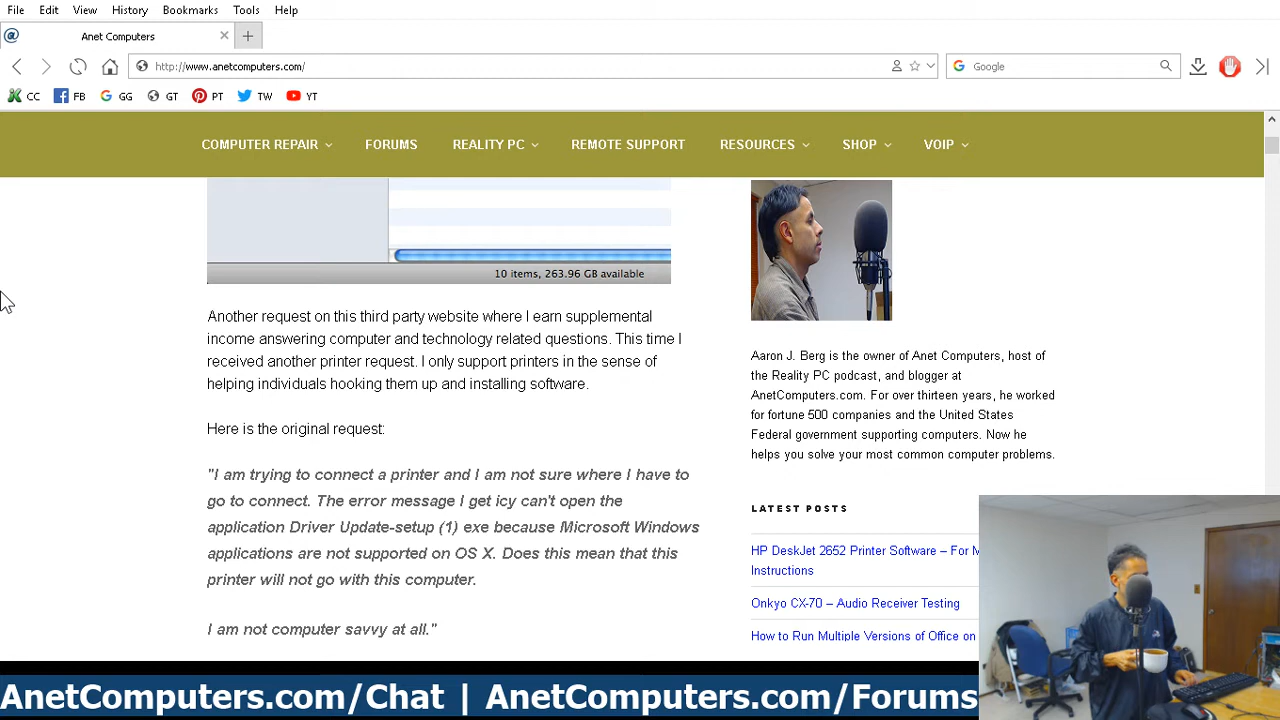 File Edit View History Bookmarks Tools Help
@ Anet Computers
http://www.anetcomputers.com/
Google
CC FB GG GT PT TW YT
COMPUTER REPAIR FORUMS REALITY PC REMOTE SUPPORT RESOURCES SHOP VOIP
10 items, 263.96 GB available
Another request on this third party website where I earn supplemental
income answering computer and technology related questions. This time I
received another printer request. I only support printers in the sense of
helping individuals hooking them up and installing software.
Here is the original request:
"I am trying to connect a printer and I am not sure where I have to
go to connect. The error message I get icy can't open the
application Driver Update-setup (1) exe because Microsoft Windows
applications are not supported on OS X. Does this mean that this
printer will not go with this computer.
I am not computer savvy at all."
Aaron J. Berg is the owner of Anet Computers, host of
the Reality PC podcast, and blogger at
AnetComputers.com. For over thirteen years, he worked
for fortune 500 companies and the United States
Federal government supporting computers. Now he
helps you solve your most common computer problems.
LATEST POSTS
HP DeskJet 2652 Printer Software – For M
Instructions
Onkyo CX-70 – Audio Receiver Testing
How to Run Multiple Versions of Office on
AnetComputers.com/Chat | AnetComputers.com/Forums